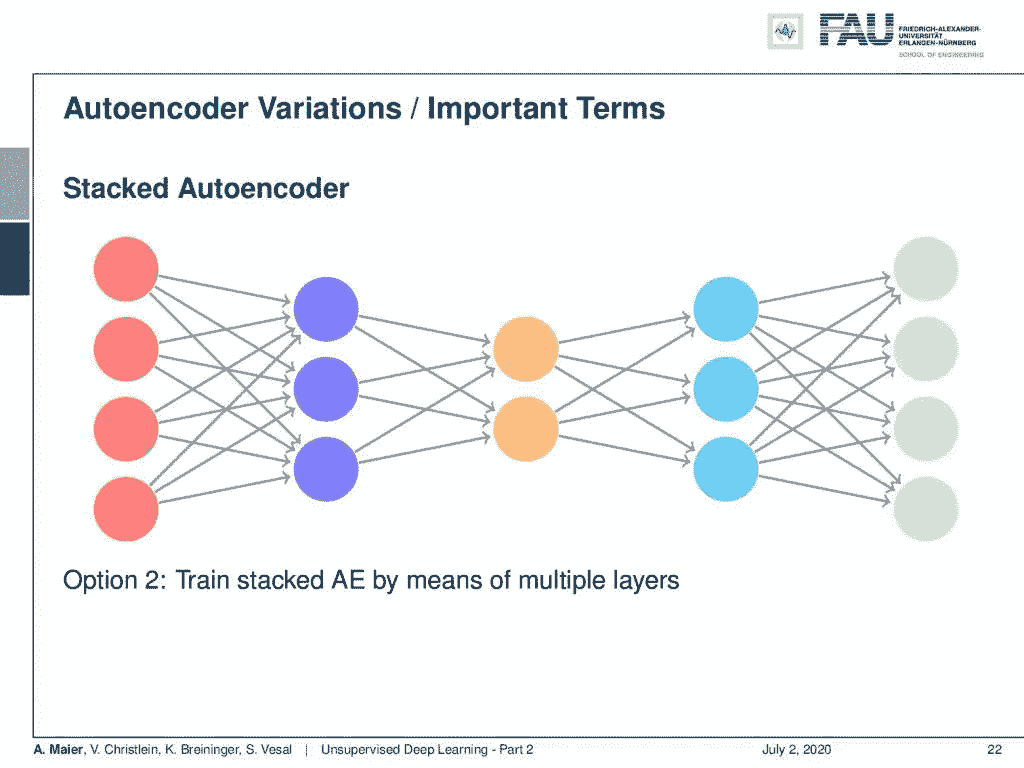 FAU
FRIEDRICH-ALEXANDER-
UNIVERSITÄT
ERLANGEN-NÜRNBERG
SCHOOL OF ENGINEERING
Autoencoder Variations / Important Terms
Stacked Autoencoder
Option 2: Train stacked AE by means of multiple layers
A. Maier, V. Christlein, K. Breininger, S. Vesal | Unsupervised Deep Learning - Part 2 July 2, 2020 22